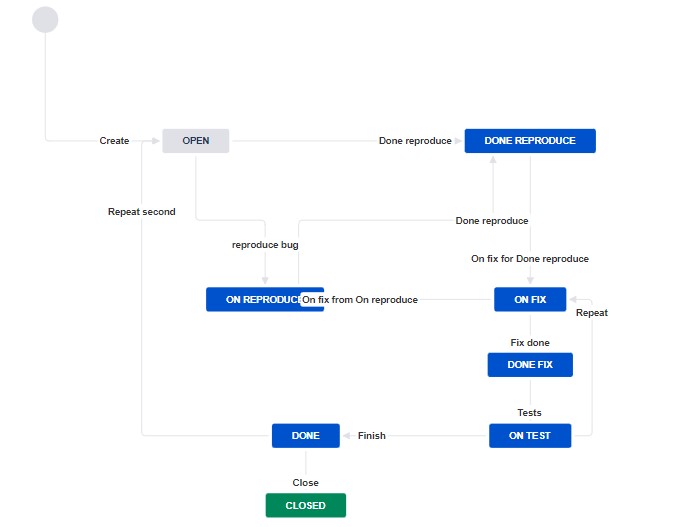 Create
OPEN
Done reproduce
DONE REPRODUCE
Repeat second
Done reproduce
reproduce bug
On fix for Done reproduce
ON REPRODUC
On fix from On reproduce
ON FIX
Repeat
Fix done
DONE FIX
Tests
DONE
Finish
ON TEST
Close
CLOSED